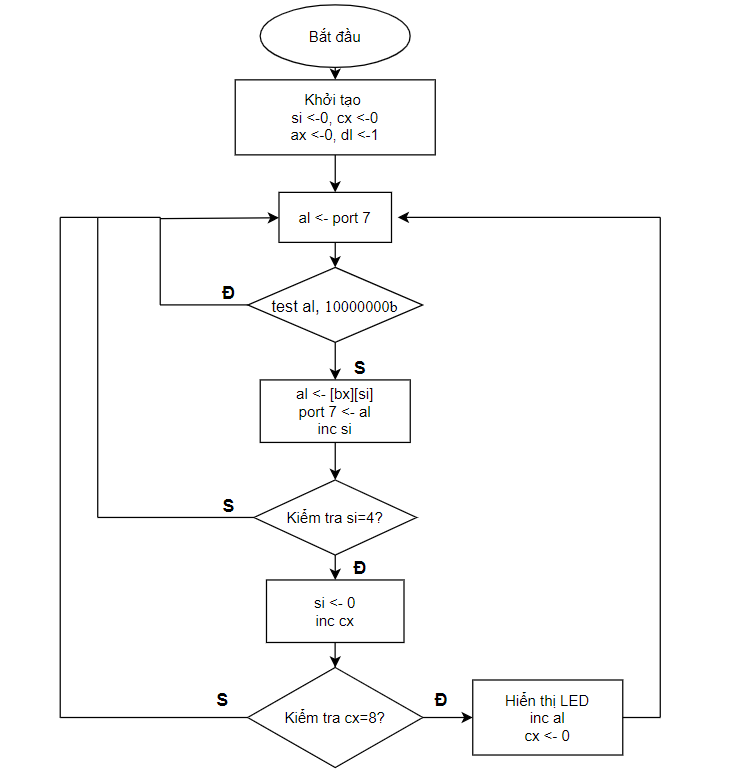 Bắt đầu
Khởi tạo
si <-0, cx <-0
ax <-0, dl <-1
al <- port 7
Đ
test al, 10000000b
S
al <- [bx][si]
port 7 <- al
inc si
S
Kiểm tra si=4?
Đ
si <- 0
inc cx
S
Kiểm tra cx=8?
Đ
Hiển thị LED
inc al
cx <- 0